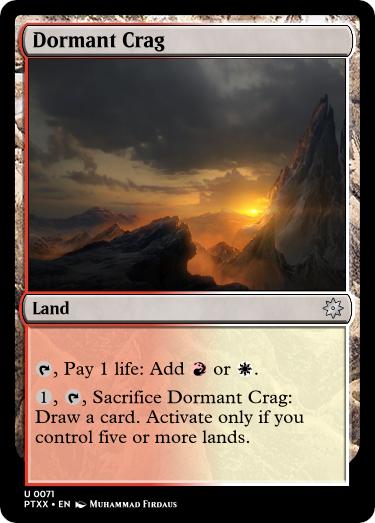 Dormant Crag
Land
, Pay 1 life: Add or .
1, , Sacrifice Dormant Crag:
Draw a card. Activate only if you
control five or more lands.
U 0071
PTXX • EN Muhammad Firdaus